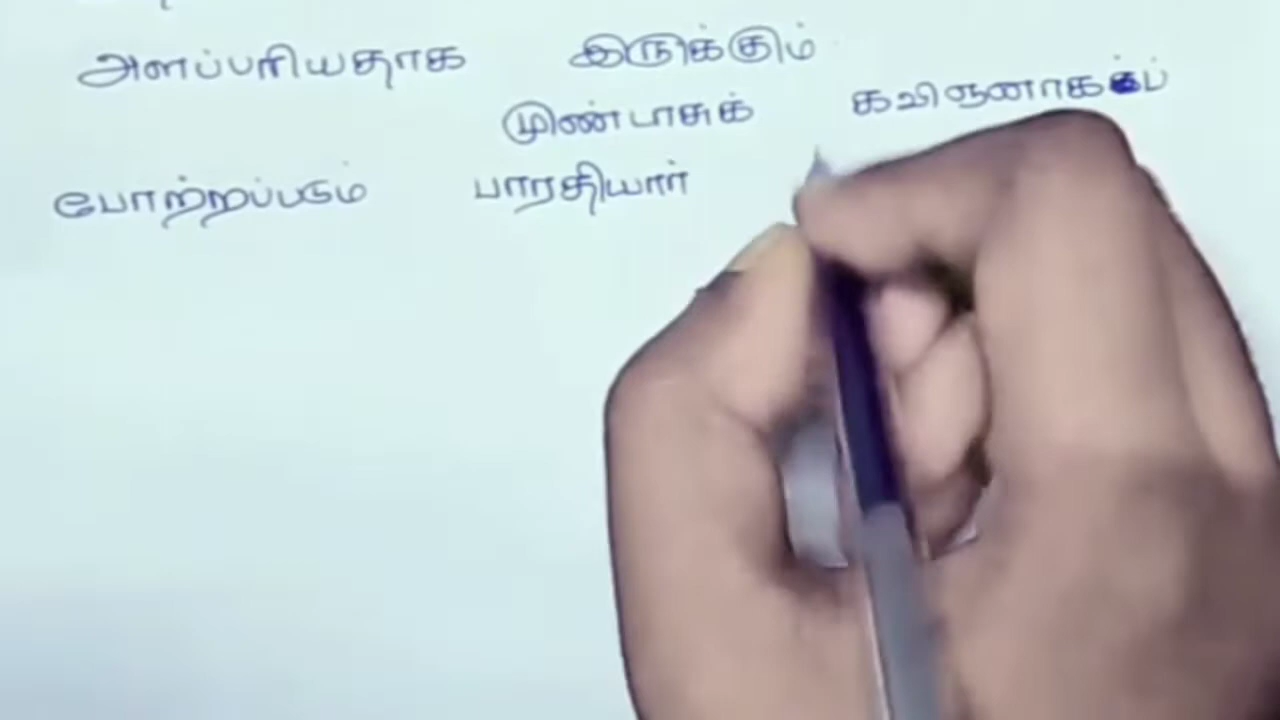 அளப்பரியதாக இருக்கும்
முண்டாசுக் கவிஞனாகப்
போற்றப்படும் பாரதியார்